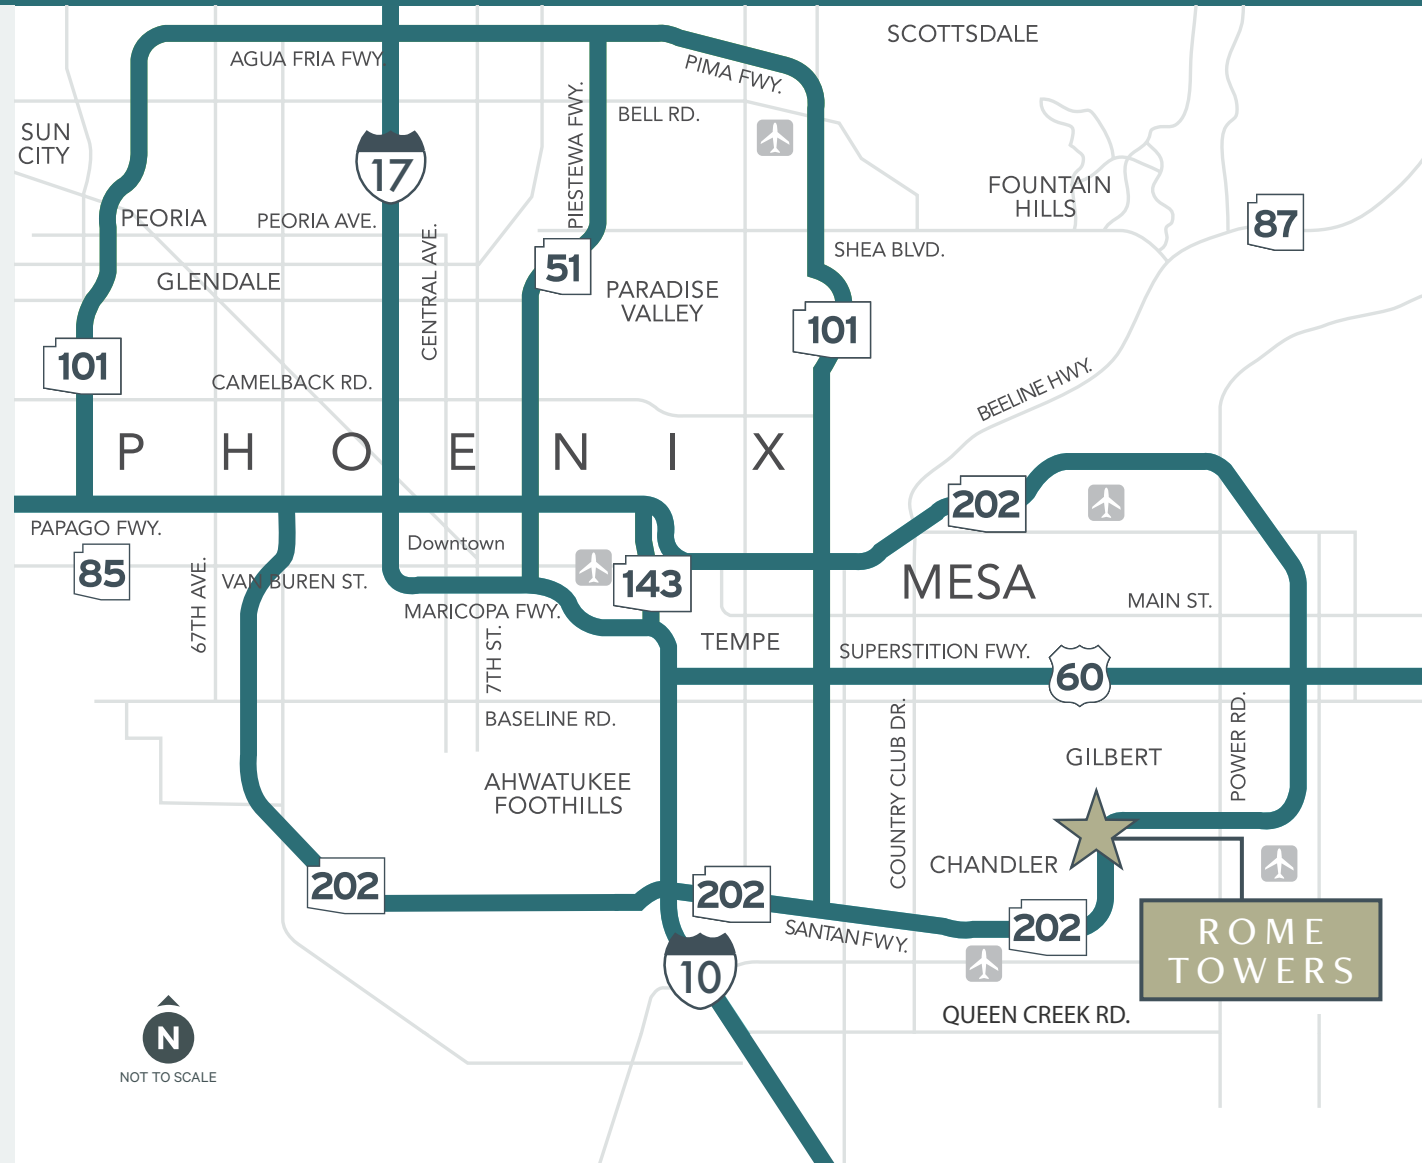 SCOTTSDALE
AGUA FRIA FWY.
PIMA FWY.
PIESTEWA FWY.
BELL RD.
SUN
CITY
17
FOUNTAIN
HILLS
PEORIA
PEORIA AVE.
87
CENTRAL AVE.
51
SHEA BLVD.
GLENDALE
PARADISE
VALLEY
101
101
CAMELBACK RD.
BEELINE HWY.
PHOENIX
202
PAPAGO FWY.
Downtown
85
67TH AVE.
VAN BUREN ST.
143
MESA
MARICOPA FWY.
MAIN ST.
7TH ST.
TEMPE
SUPERSTITION FWY.
60
BASELINE RD.
COUNTRY CLUB DR.
POWER RD.
GILBERT
AHWATUKEE
FOOTHILLS
CHANDLER
202
202
SANTAN FWY.
202
ROME
TOWERS
10
QUEEN CREEK RD.
N
NOT TO SCALE